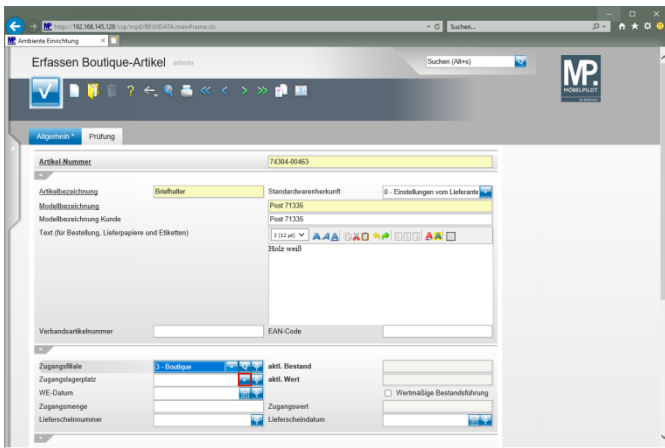 http://192.168.145.128/csp/mpli/BEWIDATA.mainFrame.cls
Suchen...
Ambiente Einrichtung
Erfassen Boutique-Artikel admin
Suchen (Alt+s)
MP.
MÖBELPILOT
Allgemein * Prüfung
Artikel-Nummer 74304-00463
Artikelbezeichnung Briefhalter Standardwarenherkunft 0 - Einstellungen vom Lieferante
Modellbezeichnung Post 71335
Modellbezeichnung Kunde Post 71335
Text (für Bestellung, Lieferpapiere und Etiketten) 3 (12 pt)
Holz weiß
Verbandsartikelnummer EAN-Code
Zugangsfiliale 3 - Boutique aktl. Bestand
Zugangslagerplatz aktl. Wert
WE-Datum Wertmäßige Bestandsführung
Zugangsmenge Zugangswert
Lieferscheinnummer Lieferscheindatum